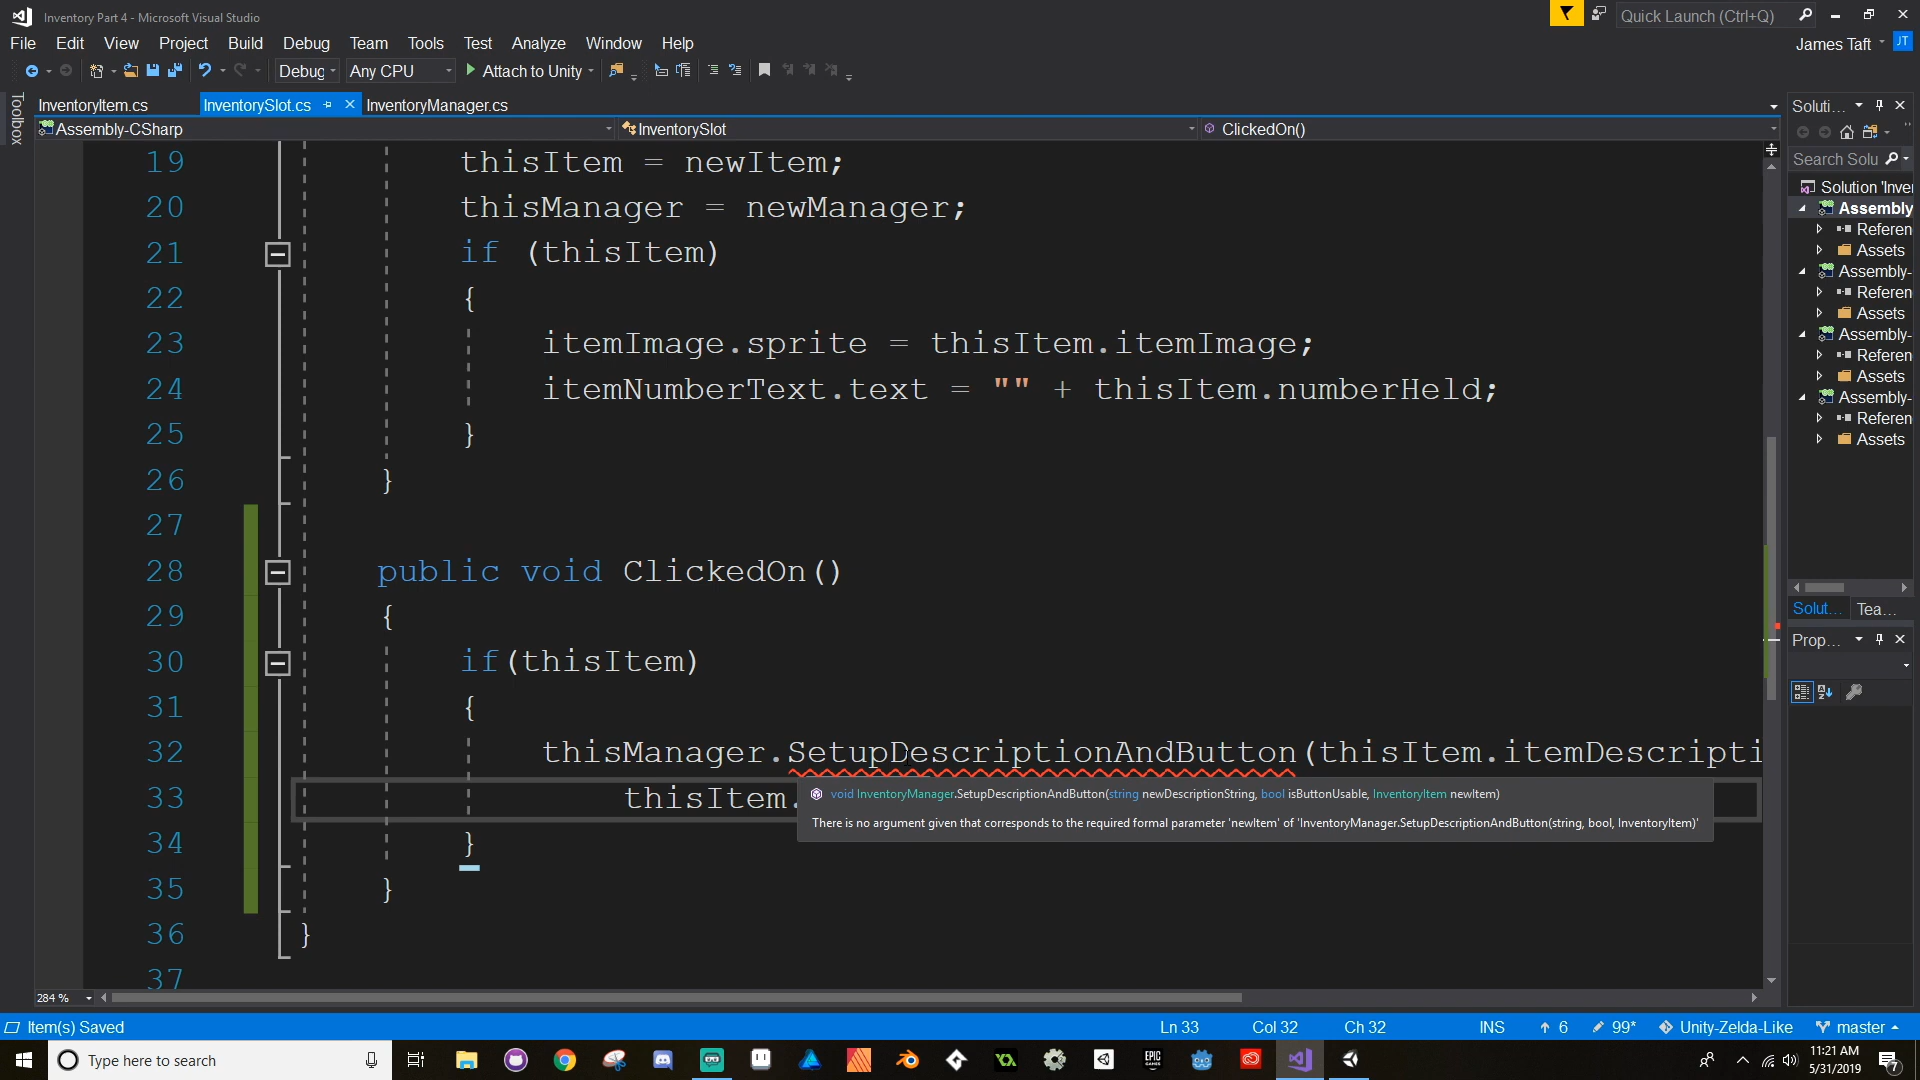 Inventory Part 4 - Microsoft Visual Studio
Quick Launch (Ctrl+Q)
File Edit View Project Build Debug Team Tools Test Analyze Window Help
James Taft JT
Debug Any CPU Attach to Unity
Toolbox
InventoryItem.cs InventorySlot.cs InventoryManager.cs
Assembly-CSharp InventorySlot ClickedOn()
19 thisItem = newItem;
20 thisManager = newManager;
21 if (thisItem)
22 {
23 itemImage.sprite = thisItem.itemImage;
24 itemNumberText.text = "" + thisItem.numberHeld;
25 }
26 }
27
28 public void ClickedOn()
29 {
30 if(thisItem)
31 {
32 thisManager.SetupDescriptionAndButton(thisItem.itemDescripti
33 thisItem.
void InventoryManager.SetupDescriptionAndButton(string newDescriptionString, bool isButtonUsable, InventoryItem newItem)
There is no argument given that corresponds to the required formal parameter 'newItem' of 'InventoryManager.SetupDescriptionAndButton(string, bool, InventoryItem)'
34 }
35 }
36 }
37
284 %
Soluti...
Search Solu
Solution 'Inver
Assembly
Referen
Assets
Assembly-
Referen
Assets
Assembly-
Referen
Assets
Assembly-
Referen
Assets
Solut... Tea...
Prop...
Item(s) Saved Ln 33 Col 32 Ch 32 INS 6 99* Unity-Zelda-Like master
Type here to search
EPIC GAMES
11:21 AM
5/31/2019
7